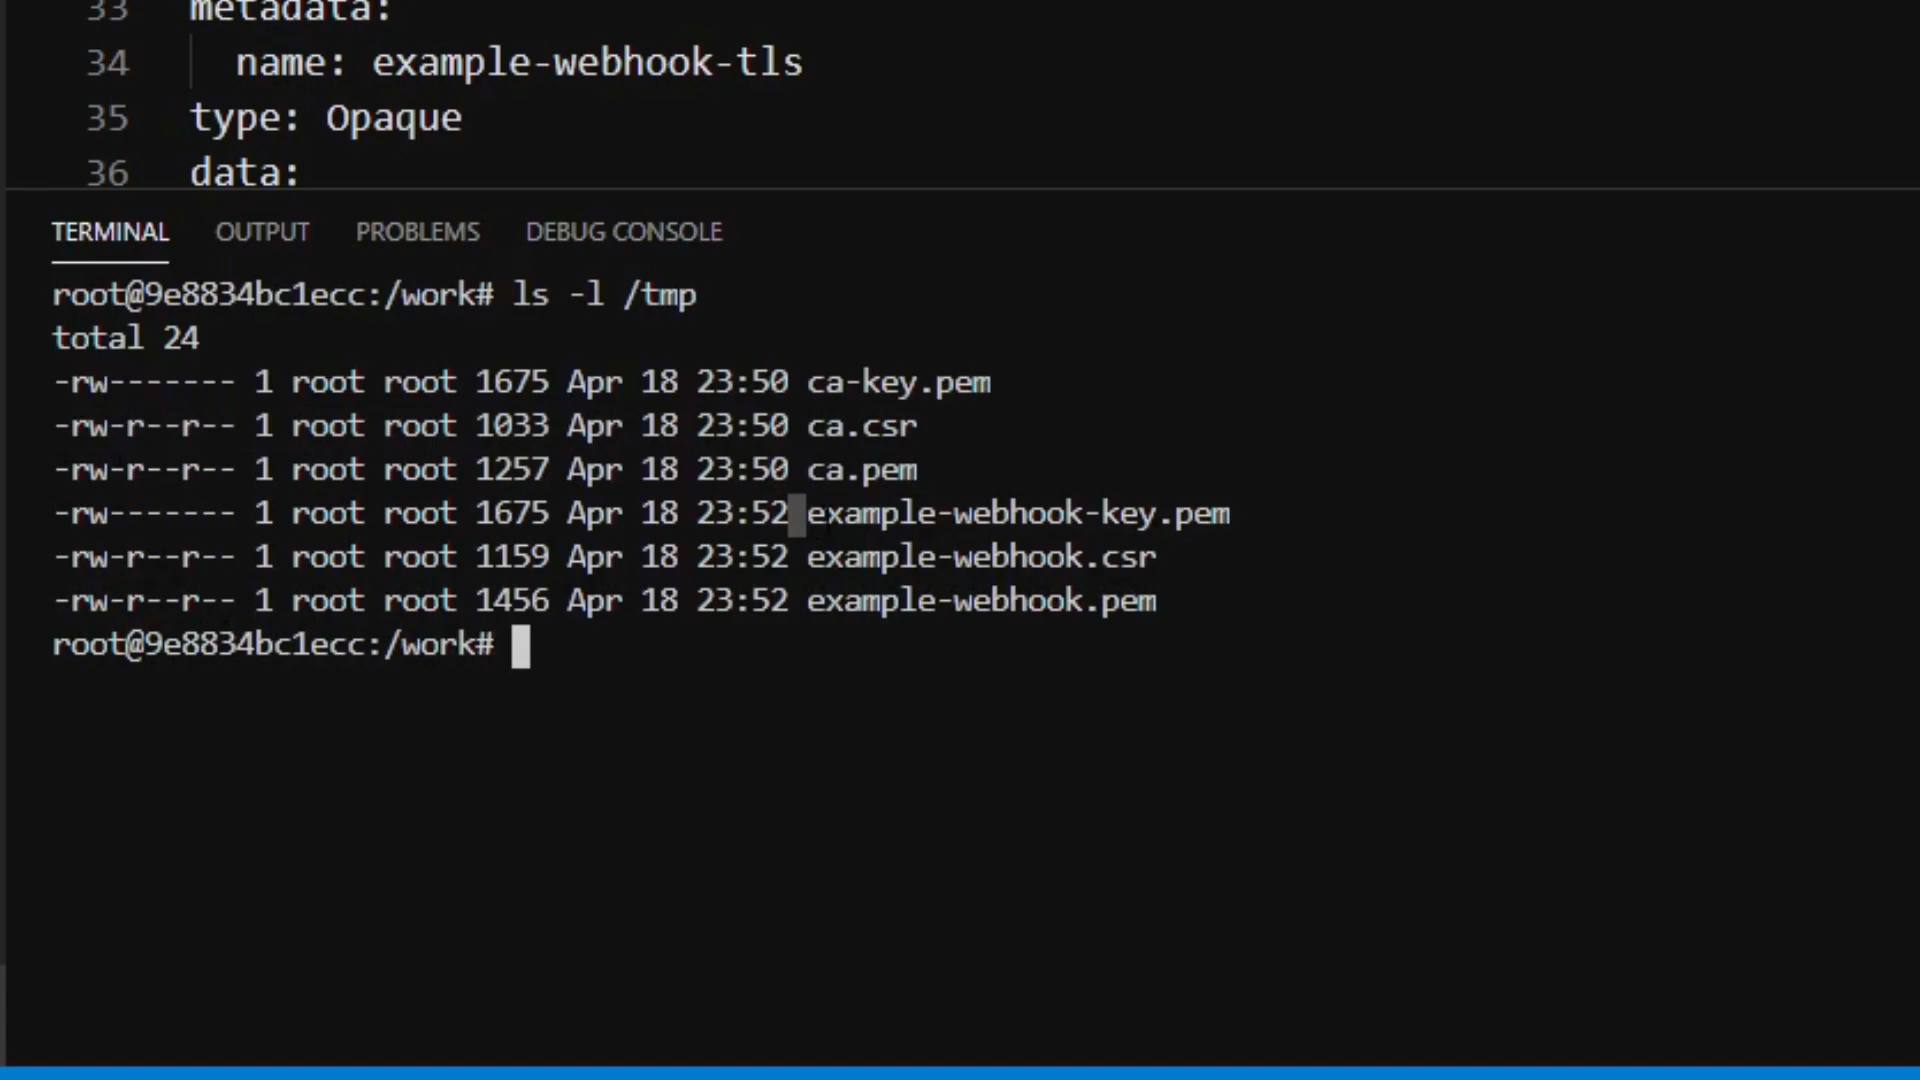 33 metadata:
34 name: example-webhook-tls
35 type: Opaque
36 data:
TERMINAL OUTPUT PROBLEMS DEBUG CONSOLE
root@9e8834bc1ecc:/work# ls -l /tmp
total 24
-rw------- 1 root root 1675 Apr 18 23:50 ca-key.pem
-rw-r--r-- 1 root root 1033 Apr 18 23:50 ca.csr
-rw-r--r-- 1 root root 1257 Apr 18 23:50 ca.pem
-rw------- 1 root root 1675 Apr 18 23:52 example-webhook-key.pem
-rw-r--r-- 1 root root 1159 Apr 18 23:52 example-webhook.csr
-rw-r--r-- 1 root root 1456 Apr 18 23:52 example-webhook.pem
root@9e8834bc1ecc:/work#